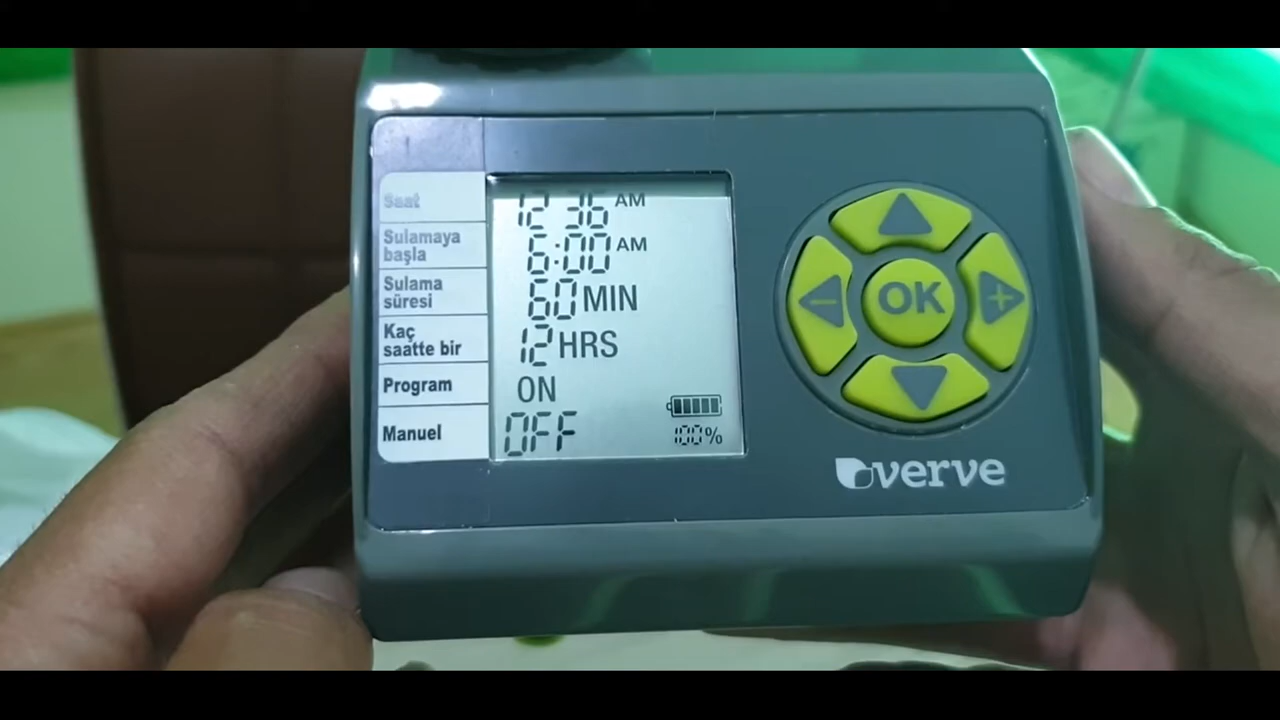 Saat 12:36 AM
Sulamaya başla 6:00 AM
Sulama süresi 60 MIN
Kaç saatte bir 12 HRS
Program ON
Manuel OFF
100%
− OK +
verve